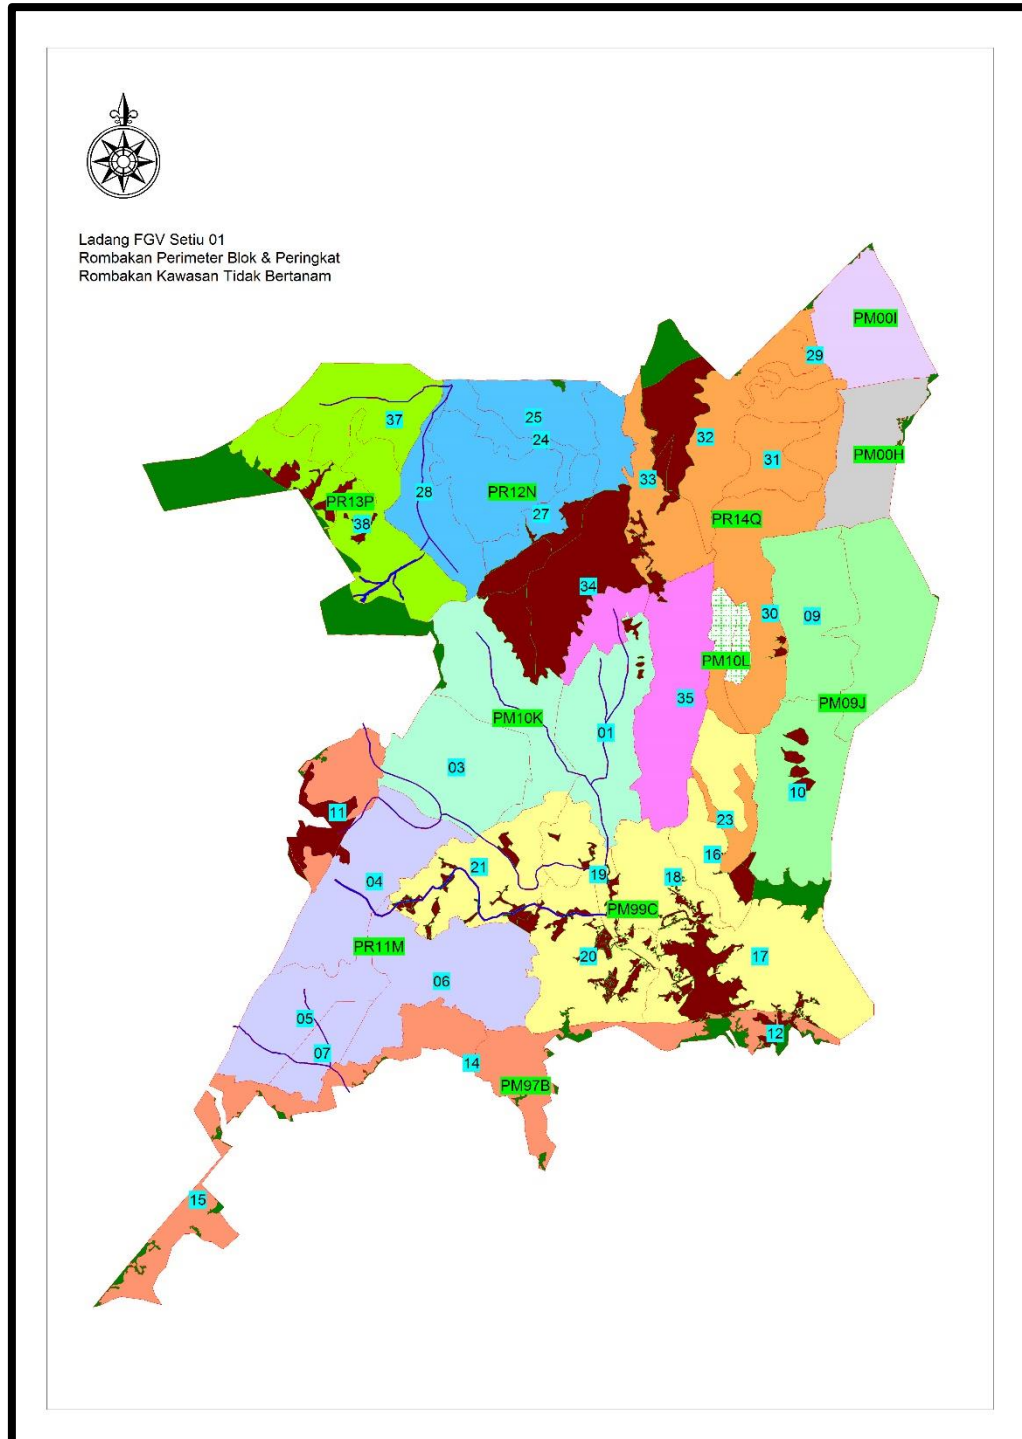 Ladang FGV Setiu 01
Rombakan Perimeter Blok & Peringkat
Rombakan Kawasan Tidak Bertanam
PM00I
29
37
25
32
24
PM00H
31
33
28
PR12N
PR13P
27
PR14Q
38
34
30
09
PM10L
35
PM09J
PM10K
01
03
10
11
23
16
21
19
18
04
PM99C
PR11M
20
17
06
05
12
07
14
PM97B
15